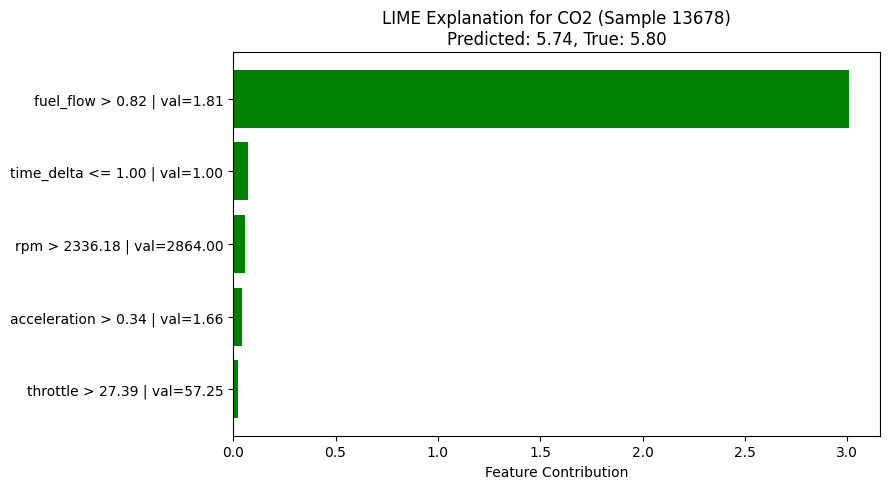 LIME Explanation for CO2 (Sample 13678)
Predicted: 5.74, True: 5.80
fuel_flow > 0.82 | val=1.81
time_delta <= 1.00 | val=1.00
rpm > 2336.18 | val=2864.00
acceleration > 0.34 | val=1.66
throttle > 27.39 | val=57.25
0.0 0.5 1.0 1.5 2.0 2.5 3.0
Feature Contribution